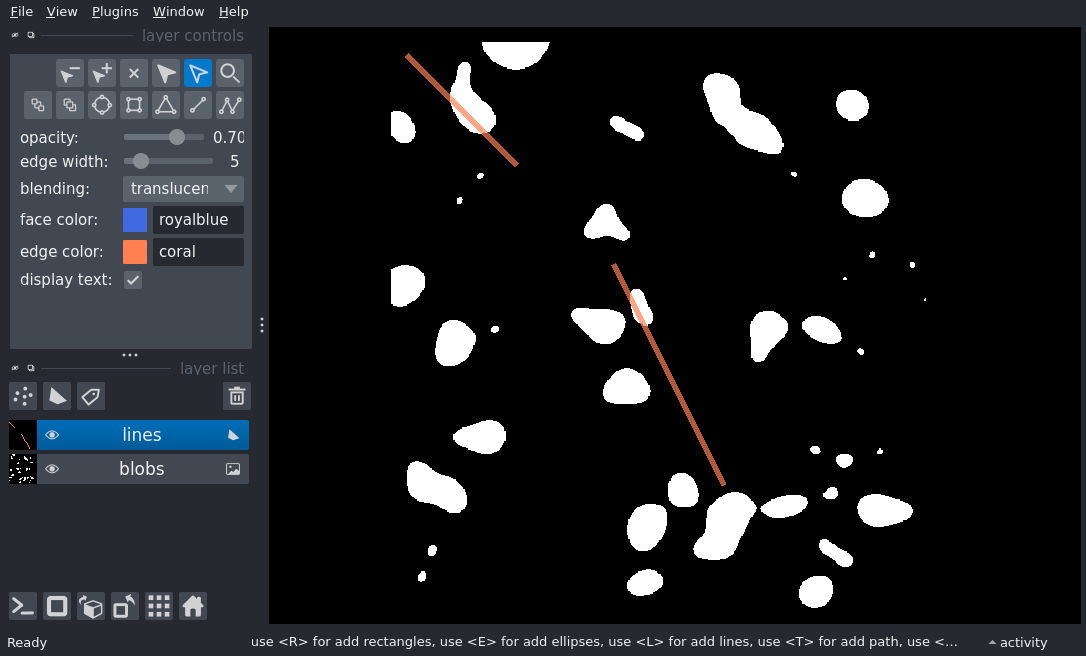 File View Plugins Window Help
layer controls
opacity: 0.70
edge width: 5
blending: translucen
face color: royalblue
edge color: coral
display text:
layer list
lines
blobs
Ready use <R> for add rectangles, use <E> for add ellipses, use <L> for add lines, use <T> for add path, use <... activity